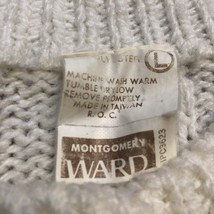 L
MACHINE WASH WARM
TUMBLE DRY LOW
REMOVE PROMPTLY
MADE IN TAIWAN
R.O.C.
MONTGOMERY
WARD